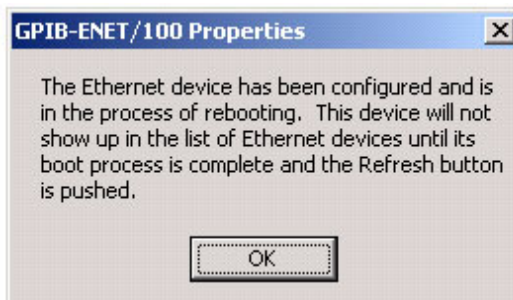 GPIB-ENET/100 Properties
The Ethernet device has been configured and is
in the process of rebooting. This device will not
show up in the list of Ethernet devices until its
boot process is complete and the Refresh button
is pushed.
OK